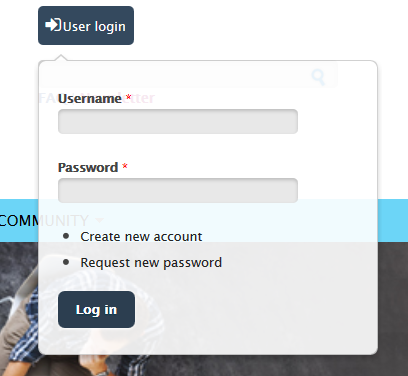 User login
Username *
Password *
COMMUNITY
Create new account
Request new password
Log in